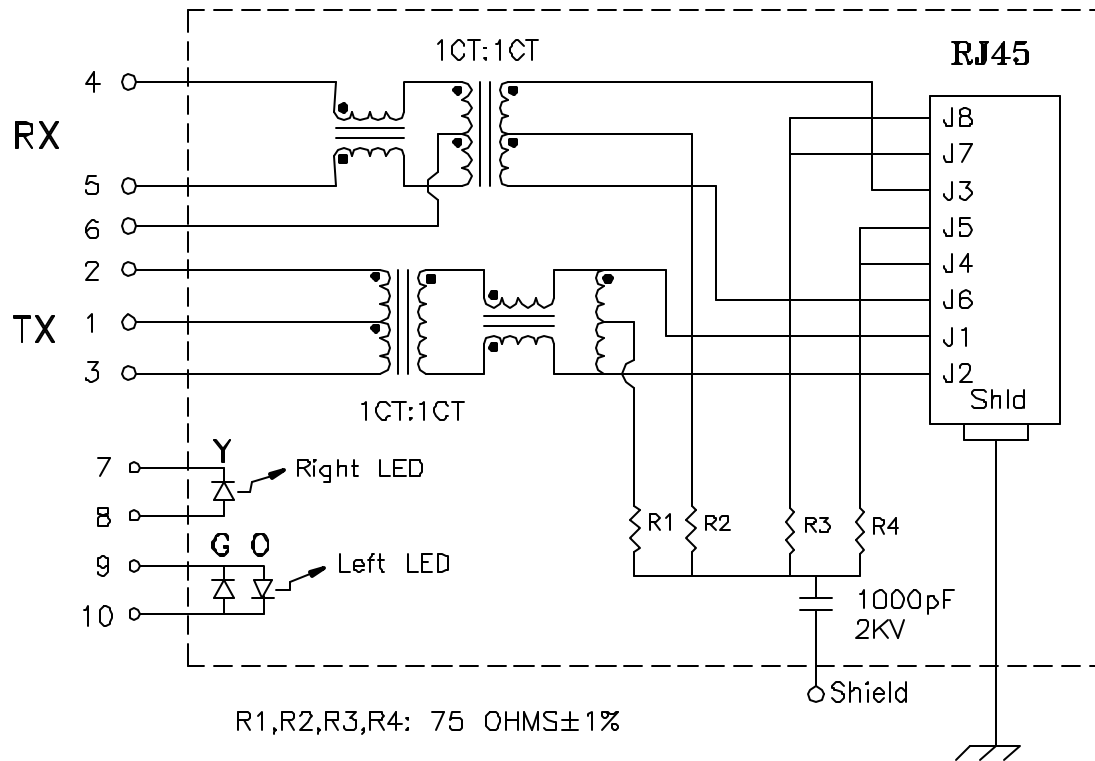 1CT:1CT
RJ45
4
RX
5
6
2
TX
1
3
1CT:1CT
J8
J7
J3
J5
J4
J6
J1
J2
Shld
7
Y
Right LED
8
G O
9
Left LED
10
R1
R2
R3
R4
1000pF
2KV
Shield
R1,R2,R3,R4: 75 OHMS±1%